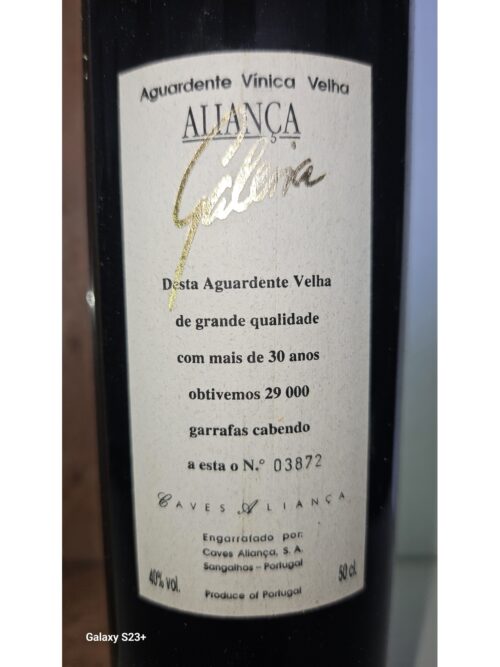 Aguardente Vínica Velha
ALIANÇA
Galeria
Desta Aguardente Velha
de grande qualidade
com mais de 30 anos
obtivemos 29 000
garrafas cabendo
a esta o N.º 03872
CAVES ALIANÇA
Engarrafado por:
Caves Aliança, S. A.
Sangalhos – Portugal
40% vol.
50 cl.
Produce of Portugal
Galaxy S23+